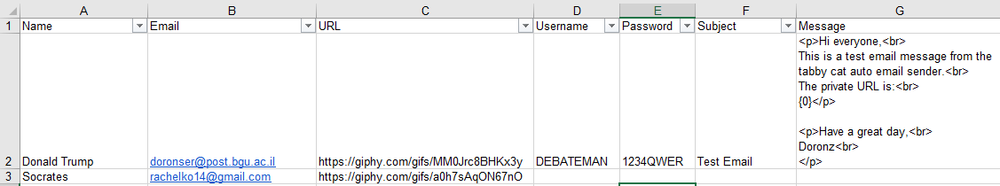 A B C D E F G
1 Name Email URL Username Password Subject Message
<p>Hi everyone,<br>
This is a test email message from the
tabby cat auto email sender.<br>
The private URL is:<br>
{0}</p>
<p>Have a great day,<br>
Doronz<br>
2 Donald Trump doronser@post.bgu.ac.il https://giphy.com/gifs/MM0Jrc8BHKx3y DEBATEMAN 1234QWER Test Email </p>
3 Socrates rachelko14@gmail.com https://giphy.com/gifs/a0h7sAqON67nO